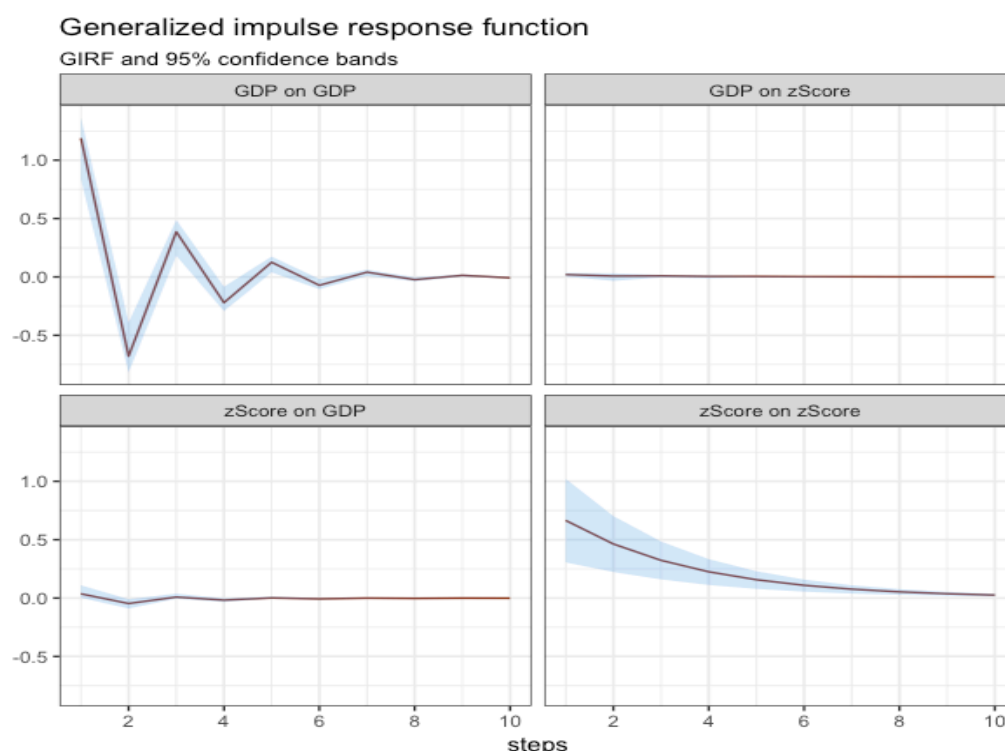 Generalized impulse response function
GIRF and 95% confidence bands
GDP on GDP
GDP on zScore
1.0
0.5
0.0
-0.5
zScore on GDP
zScore on zScore
1.0
0.5
0.0
-0.5
2 4 6 8 10
2 4 6 8 10
steps